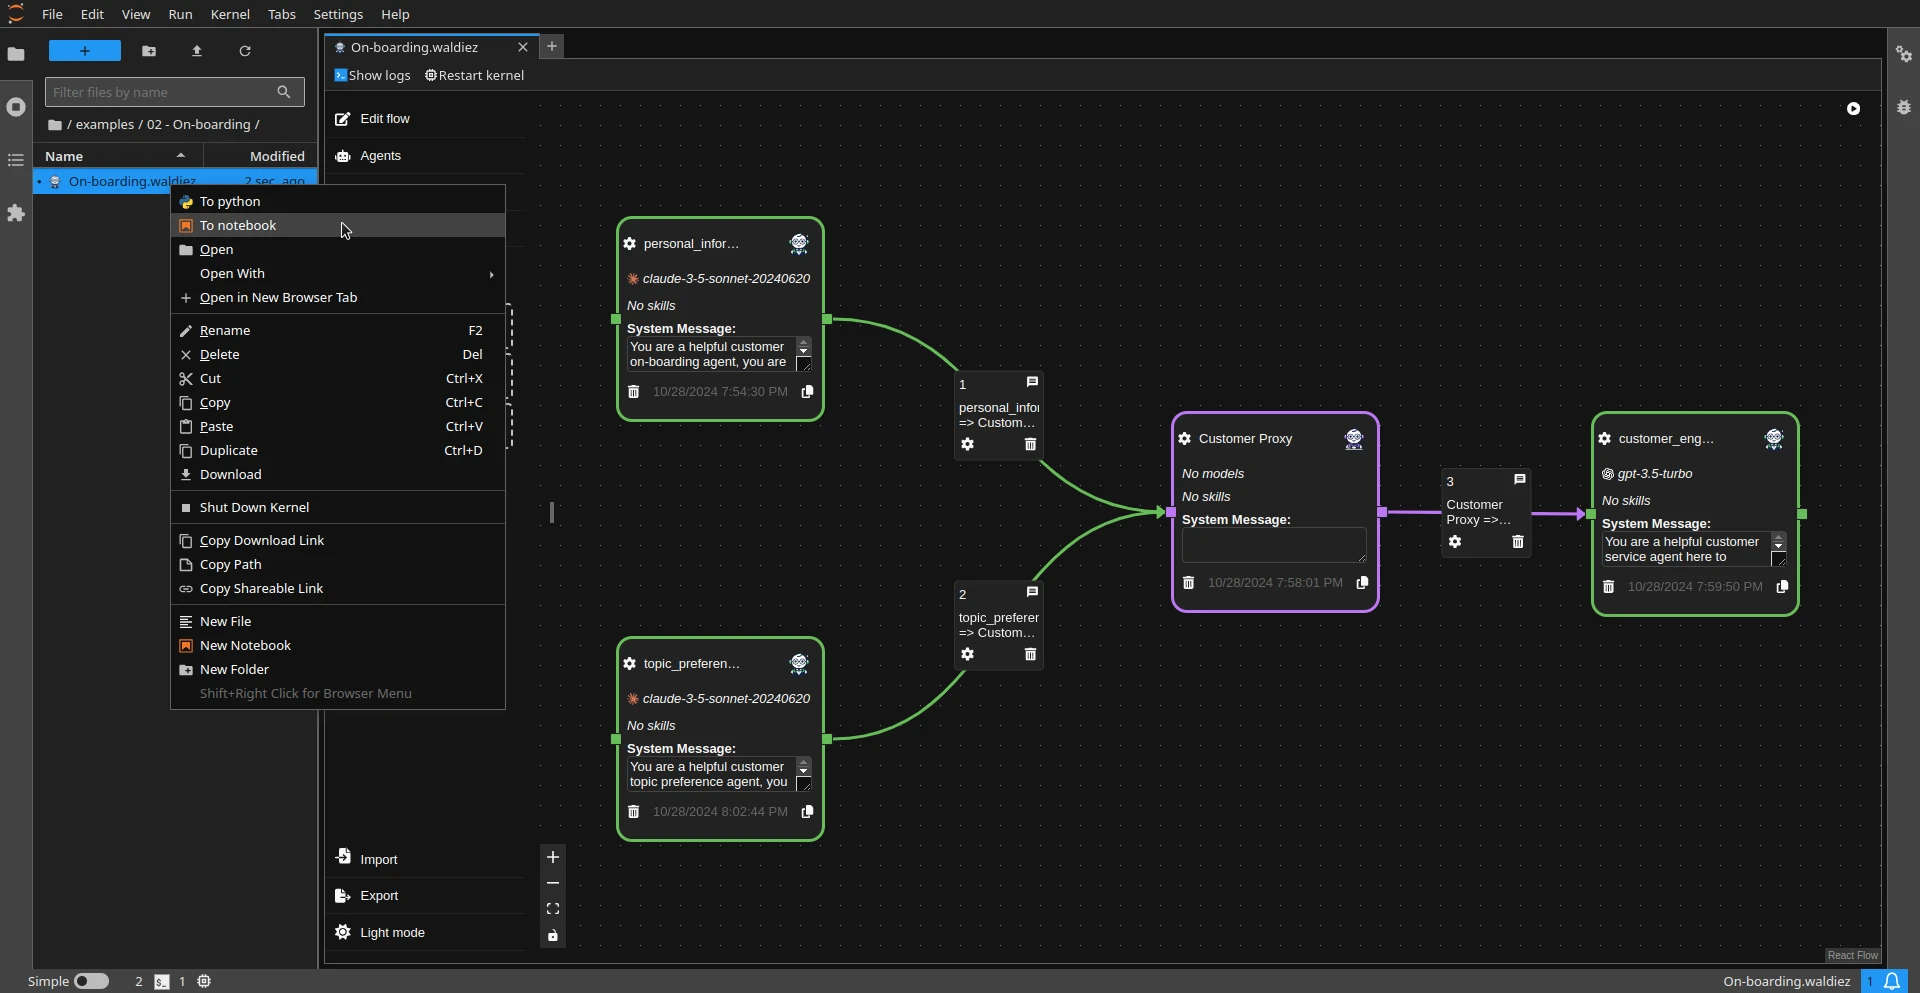 File Edit View Run Kernel Tabs Settings Help
Filter files by name
/ examples / 02 - On-boarding /
Name Modified
On-boarding.waldiez 2 sec. ago
To python
To notebook
Open
Open With
Open in New Browser Tab
Rename F2
Delete Del
Cut Ctrl+X
Copy Ctrl+C
Paste Ctrl+V
Duplicate Ctrl+D
Download
Shut Down Kernel
Copy Download Link
Copy Path
Copy Shareable Link
New File
New Notebook
New Folder
Shift+Right Click for Browser Menu
On-boarding.waldiez
Show logs Restart kernel
Edit flow
Agents
Import
Export
Light mode
personal_infor…
claude-3-5-sonnet-20240620
No skills
System Message:
You are a helpful customer
on-boarding agent, you are
10/28/2024 7:54:30 PM
topic_preferen…
claude-3-5-sonnet-20240620
No skills
System Message:
You are a helpful customer
topic preference agent, you
10/28/2024 8:02:44 PM
1
personal_infor
=> Custom…
2
topic_preferer
=> Custom…
Customer Proxy
No models
No skills
System Message:
10/28/2024 7:58:01 PM
3
Customer
Proxy =>…
customer_eng…
gpt-3.5-turbo
No skills
System Message:
You are a helpful customer
service agent here to
10/28/2024 7:59:50 PM
React Flow
Simple 2 $_ 1
On-boarding.waldiez 1